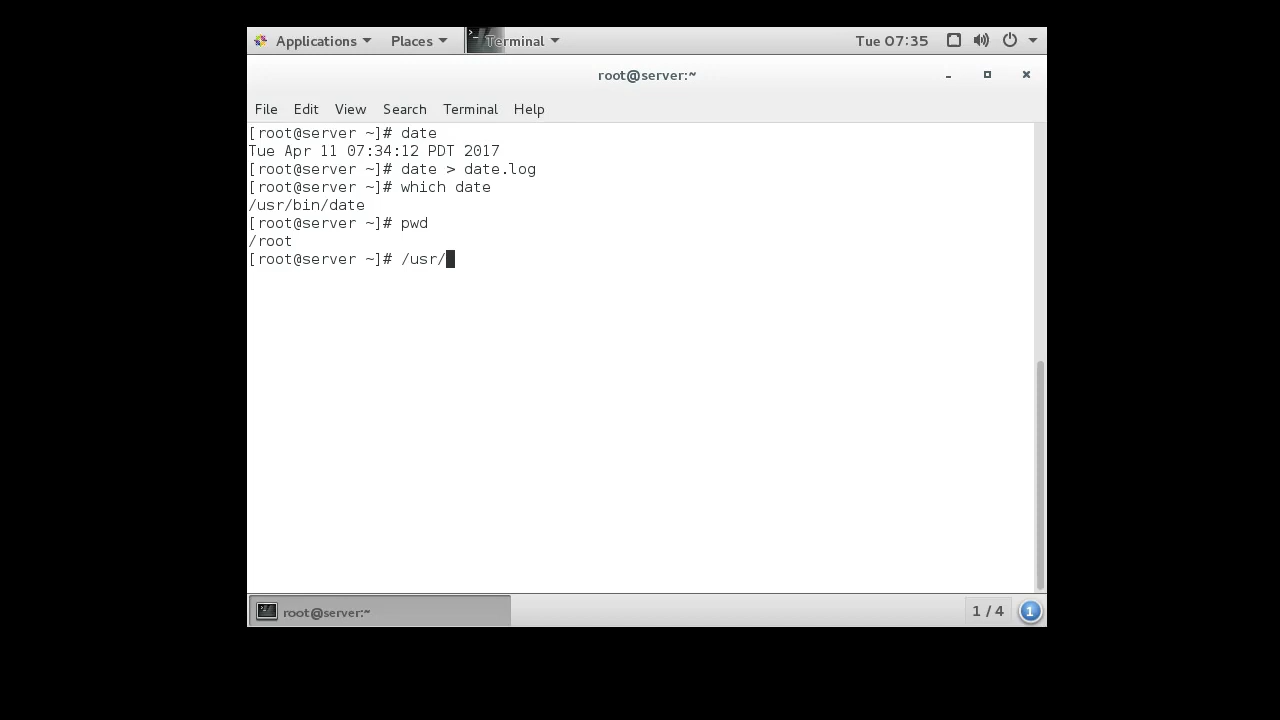 Applications Places Terminal Tue 07:35
root@server:~
File Edit View Search Terminal Help
[root@server ~]# date
Tue Apr 11 07:34:12 PDT 2017
[root@server ~]# date > date.log
[root@server ~]# which date
/usr/bin/date
[root@server ~]# pwd
/root
[root@server ~]# /usr/
root@server:~ 1 / 4 1